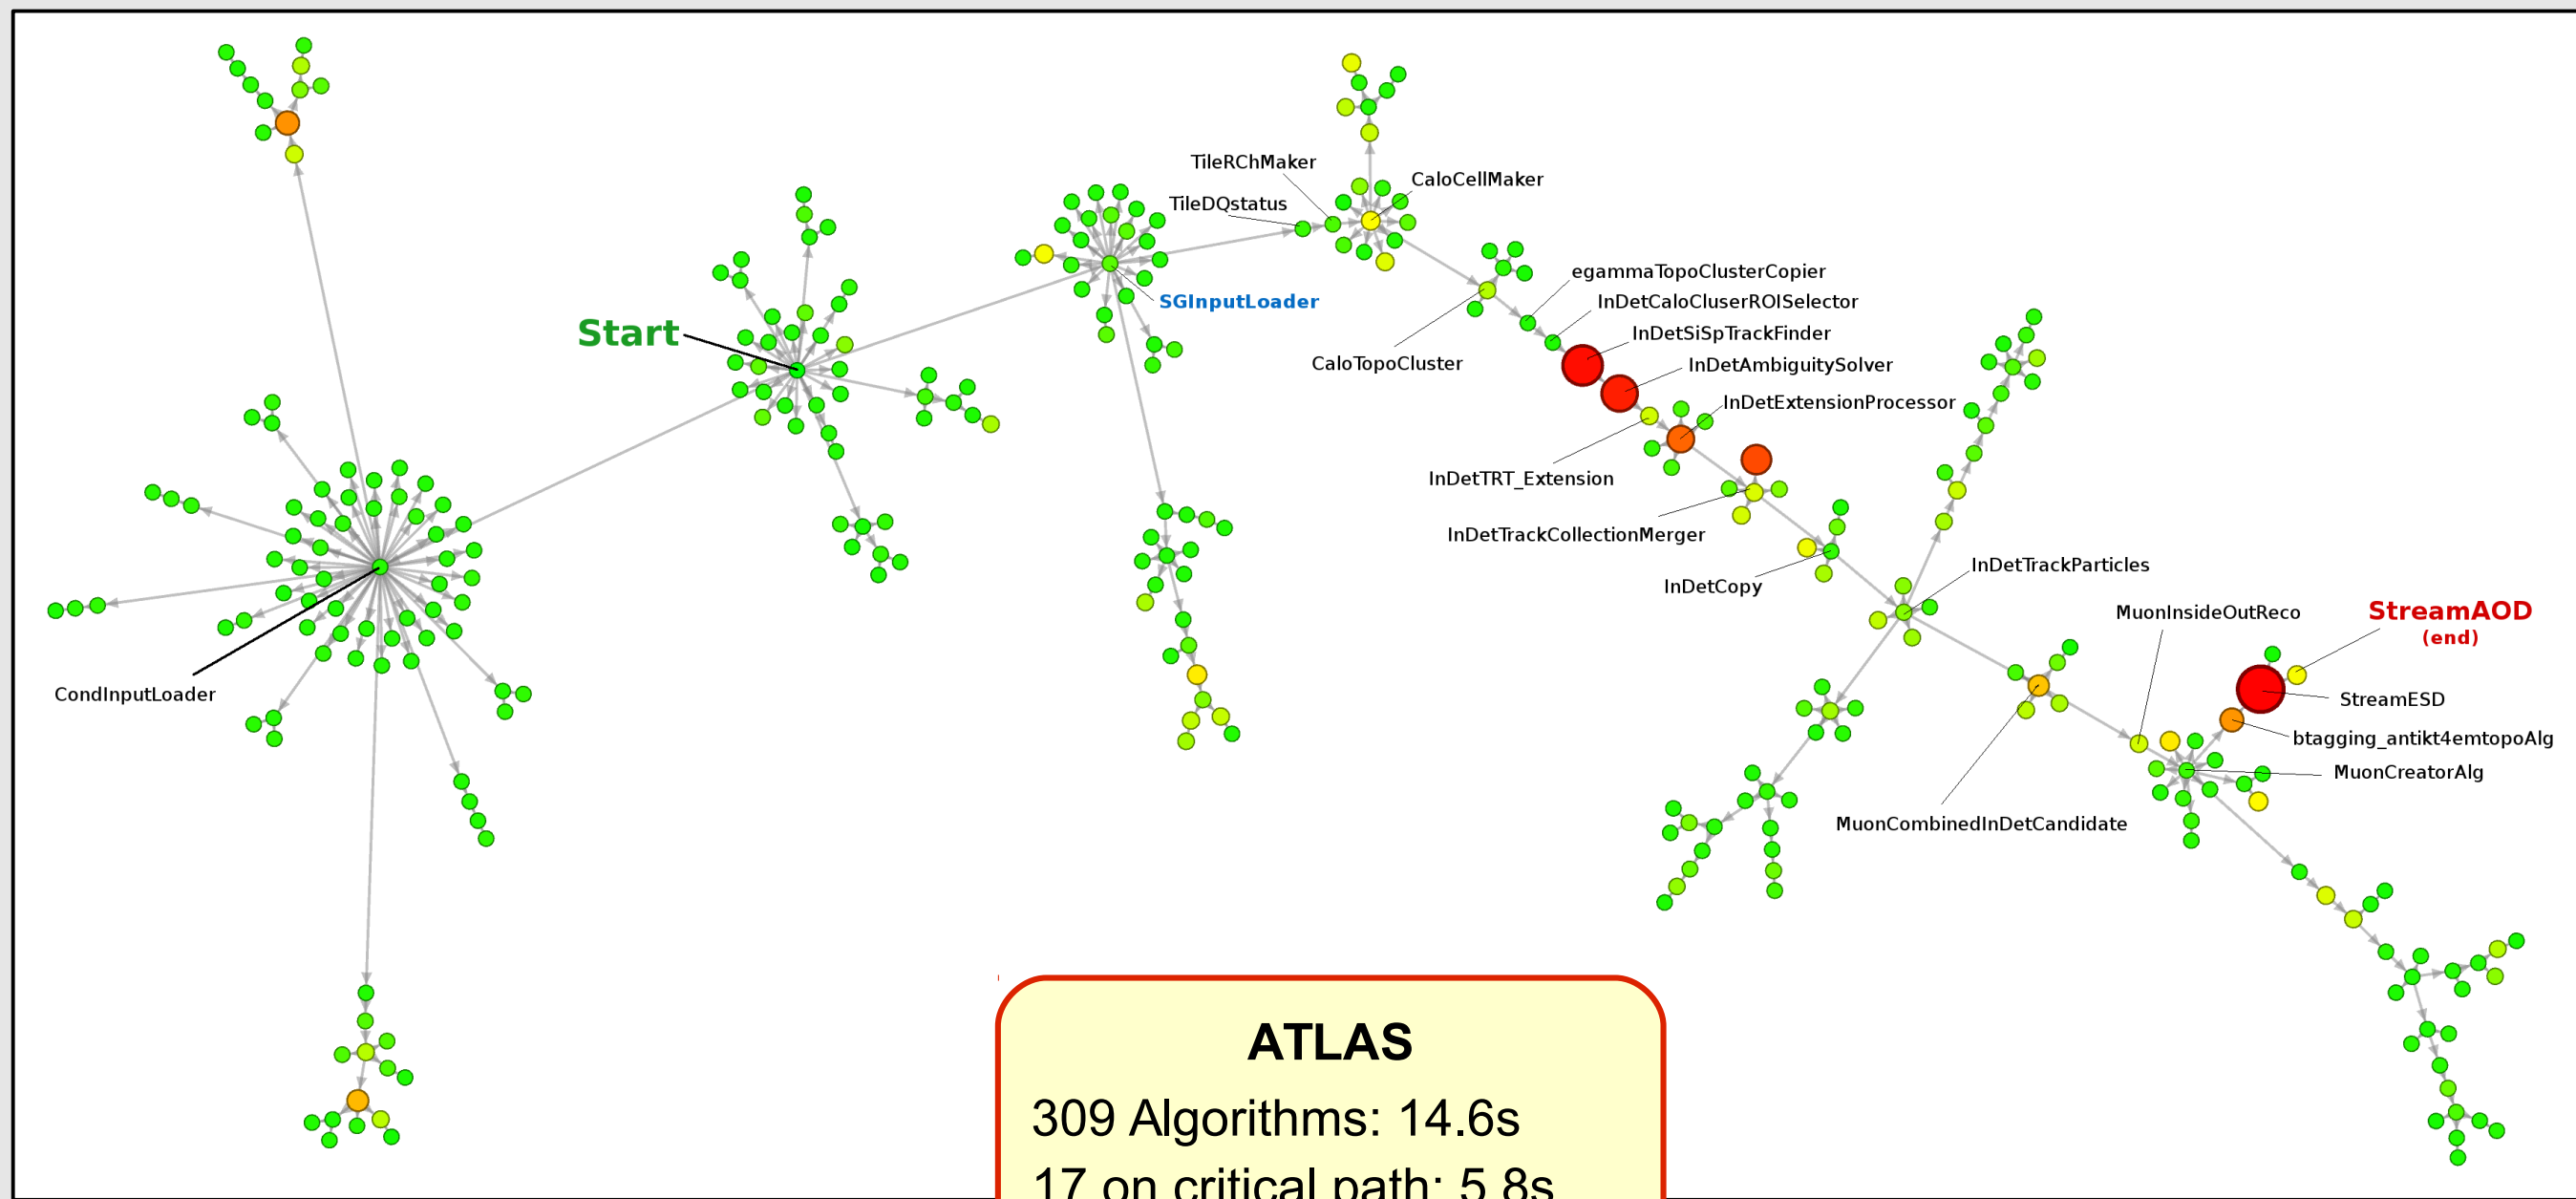 TileRChMaker
CaloCellMaker
TileDQstatus
egammaTopoClusterCopier
SGInputLoader
InDetCaloCluserROISelector
Start
InDetSiSpTrackFinder
CaloTopoCluster
InDetAmbiguitySolver
InDetExtensionProcessor
InDetTRT_Extension
InDetTrackCollectionMerger
InDetCopy
InDetTrackParticles
MuonInsideOutReco
StreamAOD
(end)
CondInputLoader
StreamESD
btagging_antikt4emtopoAlg
MuonCreatorAlg
MuonCombinedInDetCandidate
ATLAS
309 Algorithms: 14.6s
17 on critical path: 5.8s